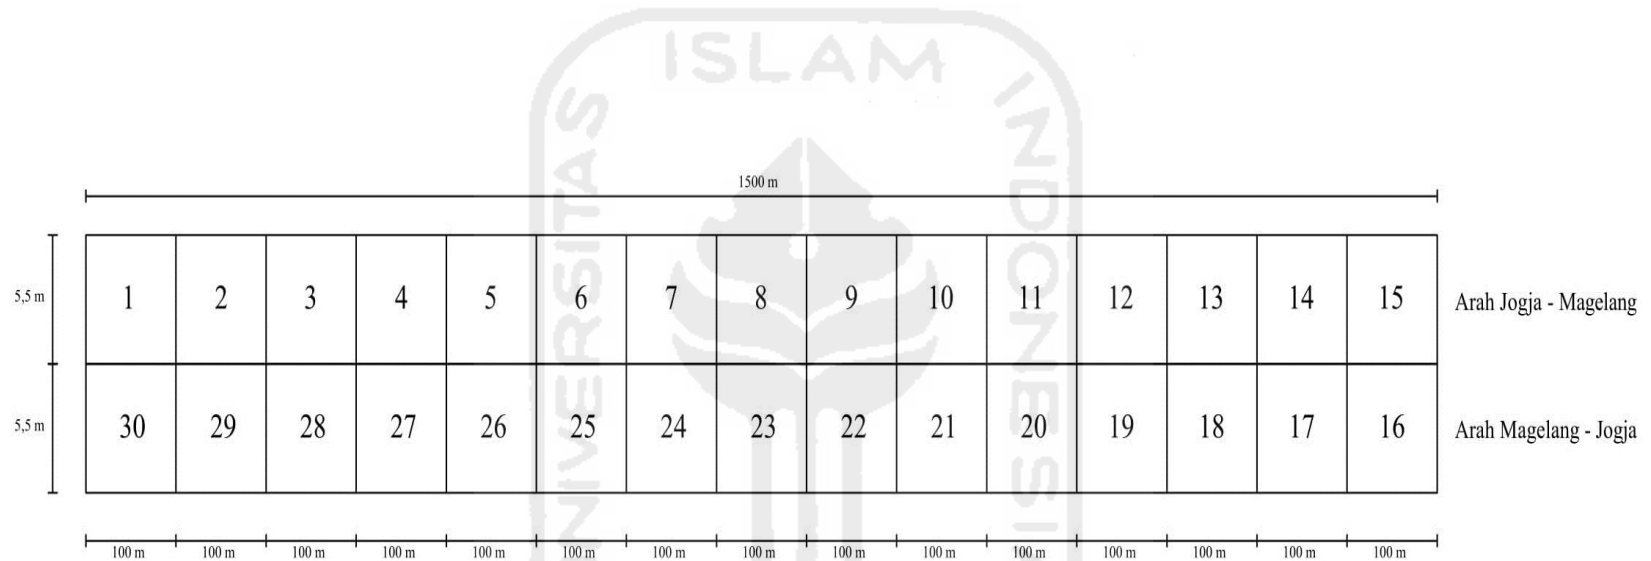 ISLAM
UNIVERSITAS
INDONESI
1500 m
5,5 m 1 2 3 4 5 6 7 8 9 10 11 12 13 14 15 Arah Jogja - Magelang
5,5 m 30 29 28 27 26 25 24 23 22 21 20 19 18 17 16 Arah Magelang - Jogja
100 m 100 m 100 m 100 m 100 m 100 m 100 m 100 m 100 m 100 m 100 m 100 m 100 m 100 m 100 m